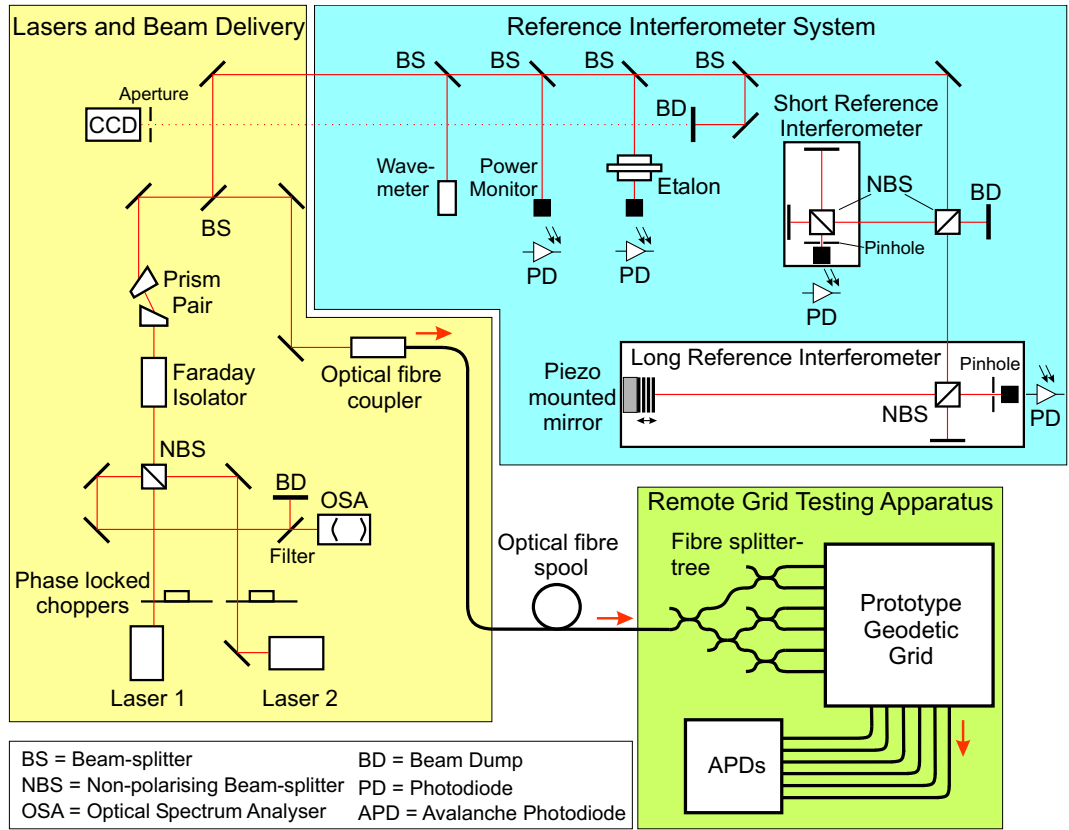 Lasers and Beam Delivery
Reference Interferometer System
BS
BS
BS
BS
Aperture
CCD
BD
Short Reference
Interferometer
Wave-
meter
Power
Monitor
Etalon
NBS
BD
BS
Pinhole
PD
PD
PD
Prism
Pair
Faraday
Isolator
Optical fibre
coupler
Long Reference Interferometer
Piezo
mounted
mirror
Pinhole
NBS
PD
NBS
BD
OSA
Filter
Phase locked
choppers
Laser 1
Laser 2
Optical fibre
spool
Remote Grid Testing Apparatus
Fibre splitter-
tree
Prototype
Geodetic
Grid
APDs
BS = Beam-splitter
NBS = Non-polarising Beam-splitter
OSA = Optical Spectrum Analyser
BD = Beam Dump
PD = Photodiode
APD = Avalanche Photodiode